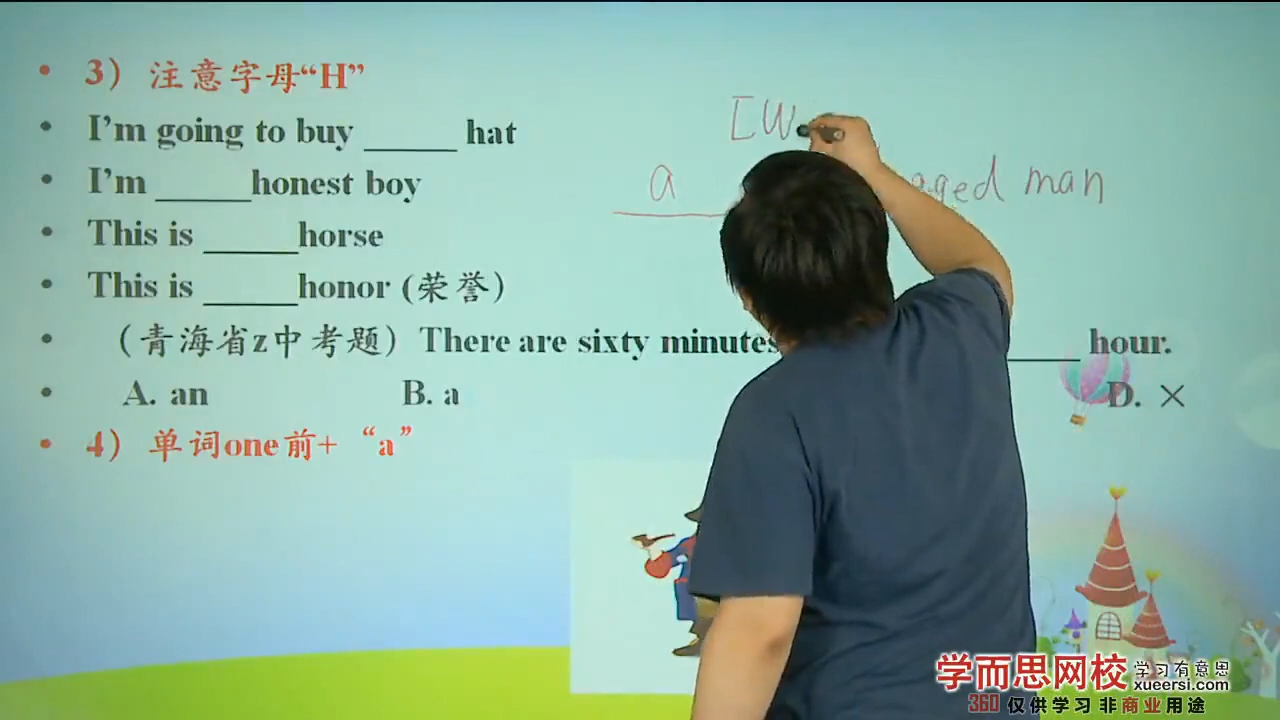 • 3）注意字母“H”
• I’m going to buy _____ hat
• I’m _____honest boy
• This is _____horse
• This is _____honor (荣誉）
• （青海省z中考题）There are sixty minutes ____ hour.
• A. an B. a D. ×
• 4）单词one前+ “a”
[w
a aged man
学而思网校 学习有意思
xueersi.com
360 仅供学习 非商业用途